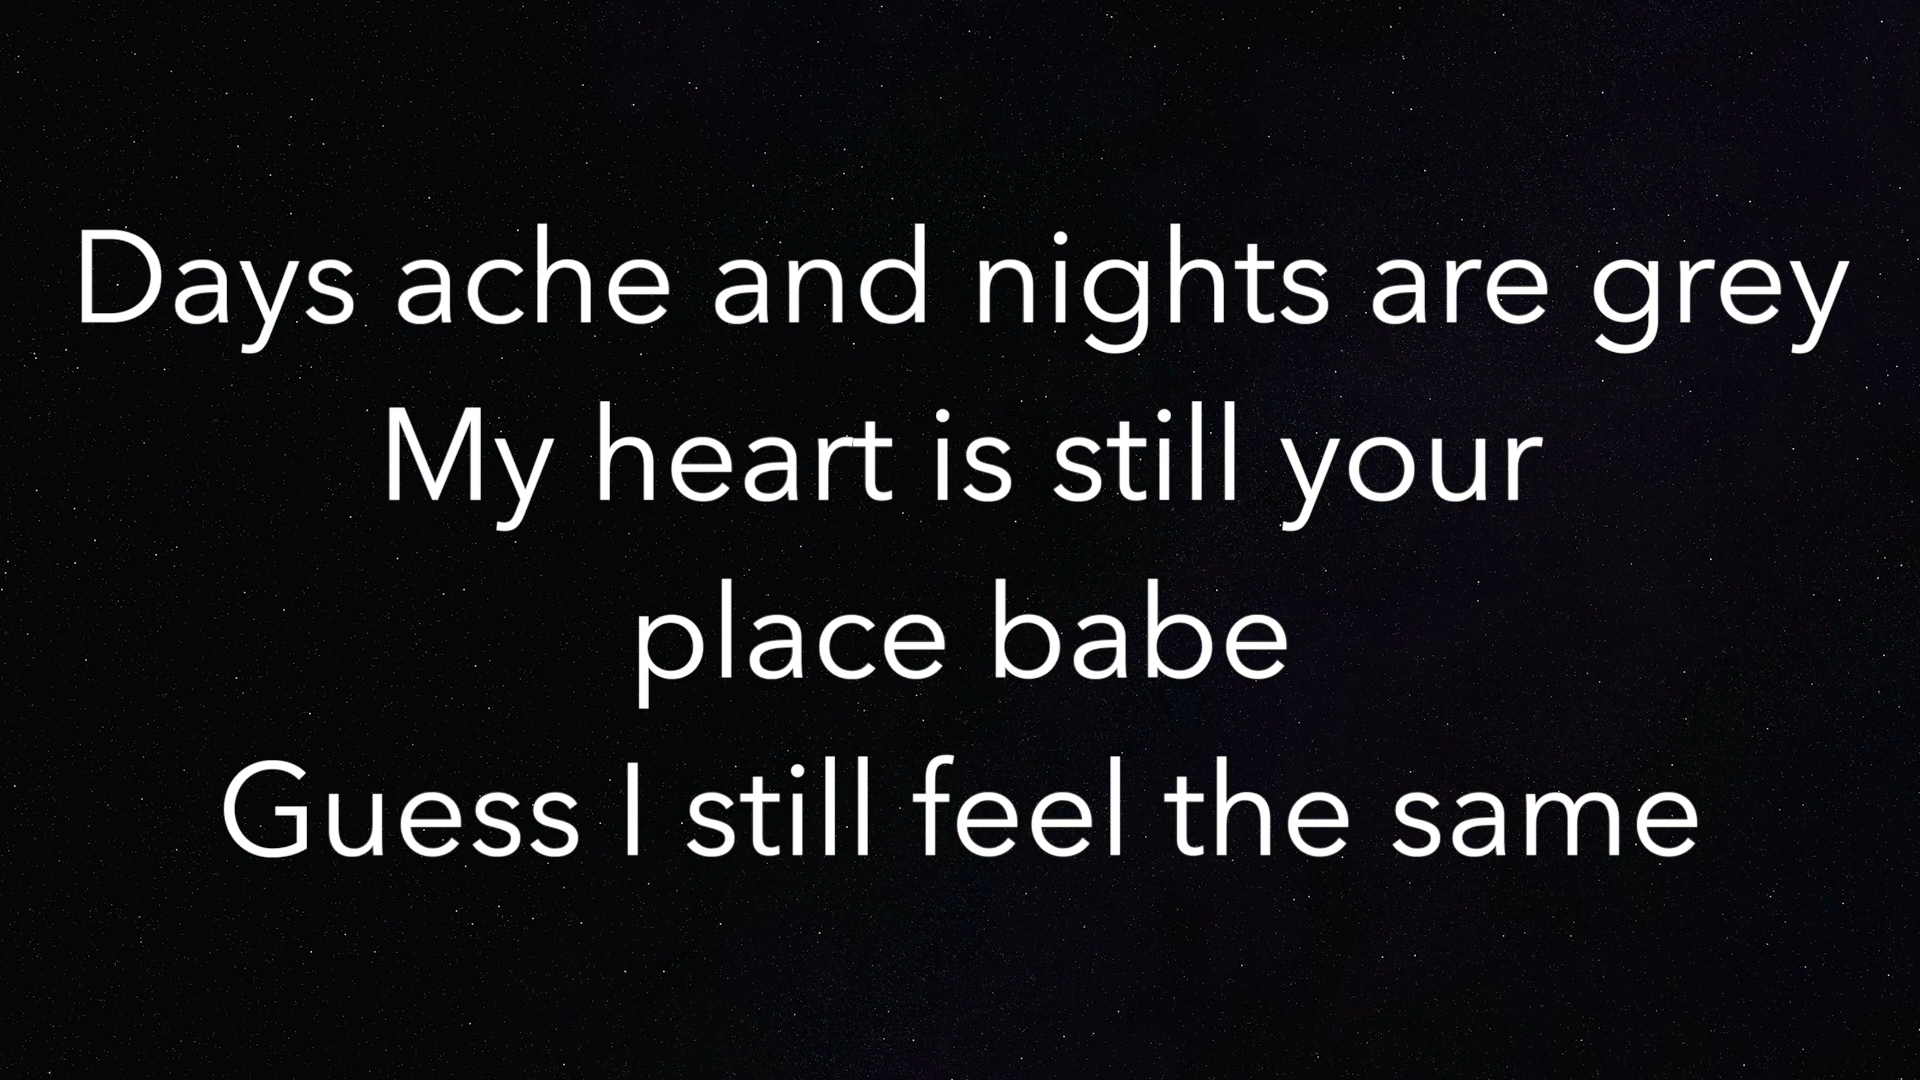 Days ache and nights are grey
My heart is still your
place babe
Guess I still feel the same